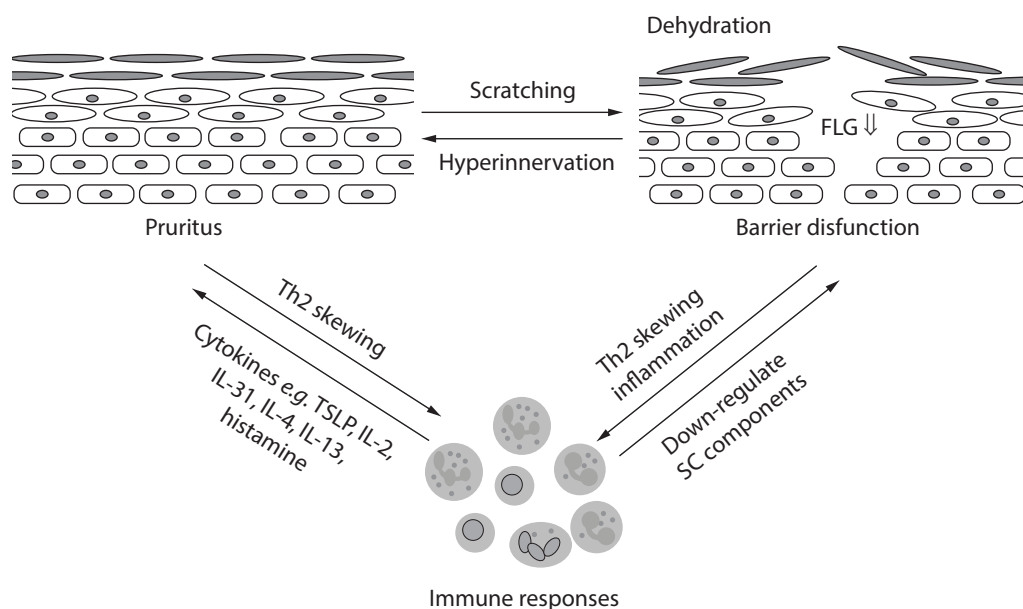 Dehydration
Scratching
Hyperinnervation
FLG ⇓
Pruritus
Barrier disfunction
Th2 skewing
Cytokines e.g. TSLP, IL-2,
IL-31, IL-4, IL-13,
histamine
Th2 skewing
inflammation
Down-regulate
SC components
Immune responses